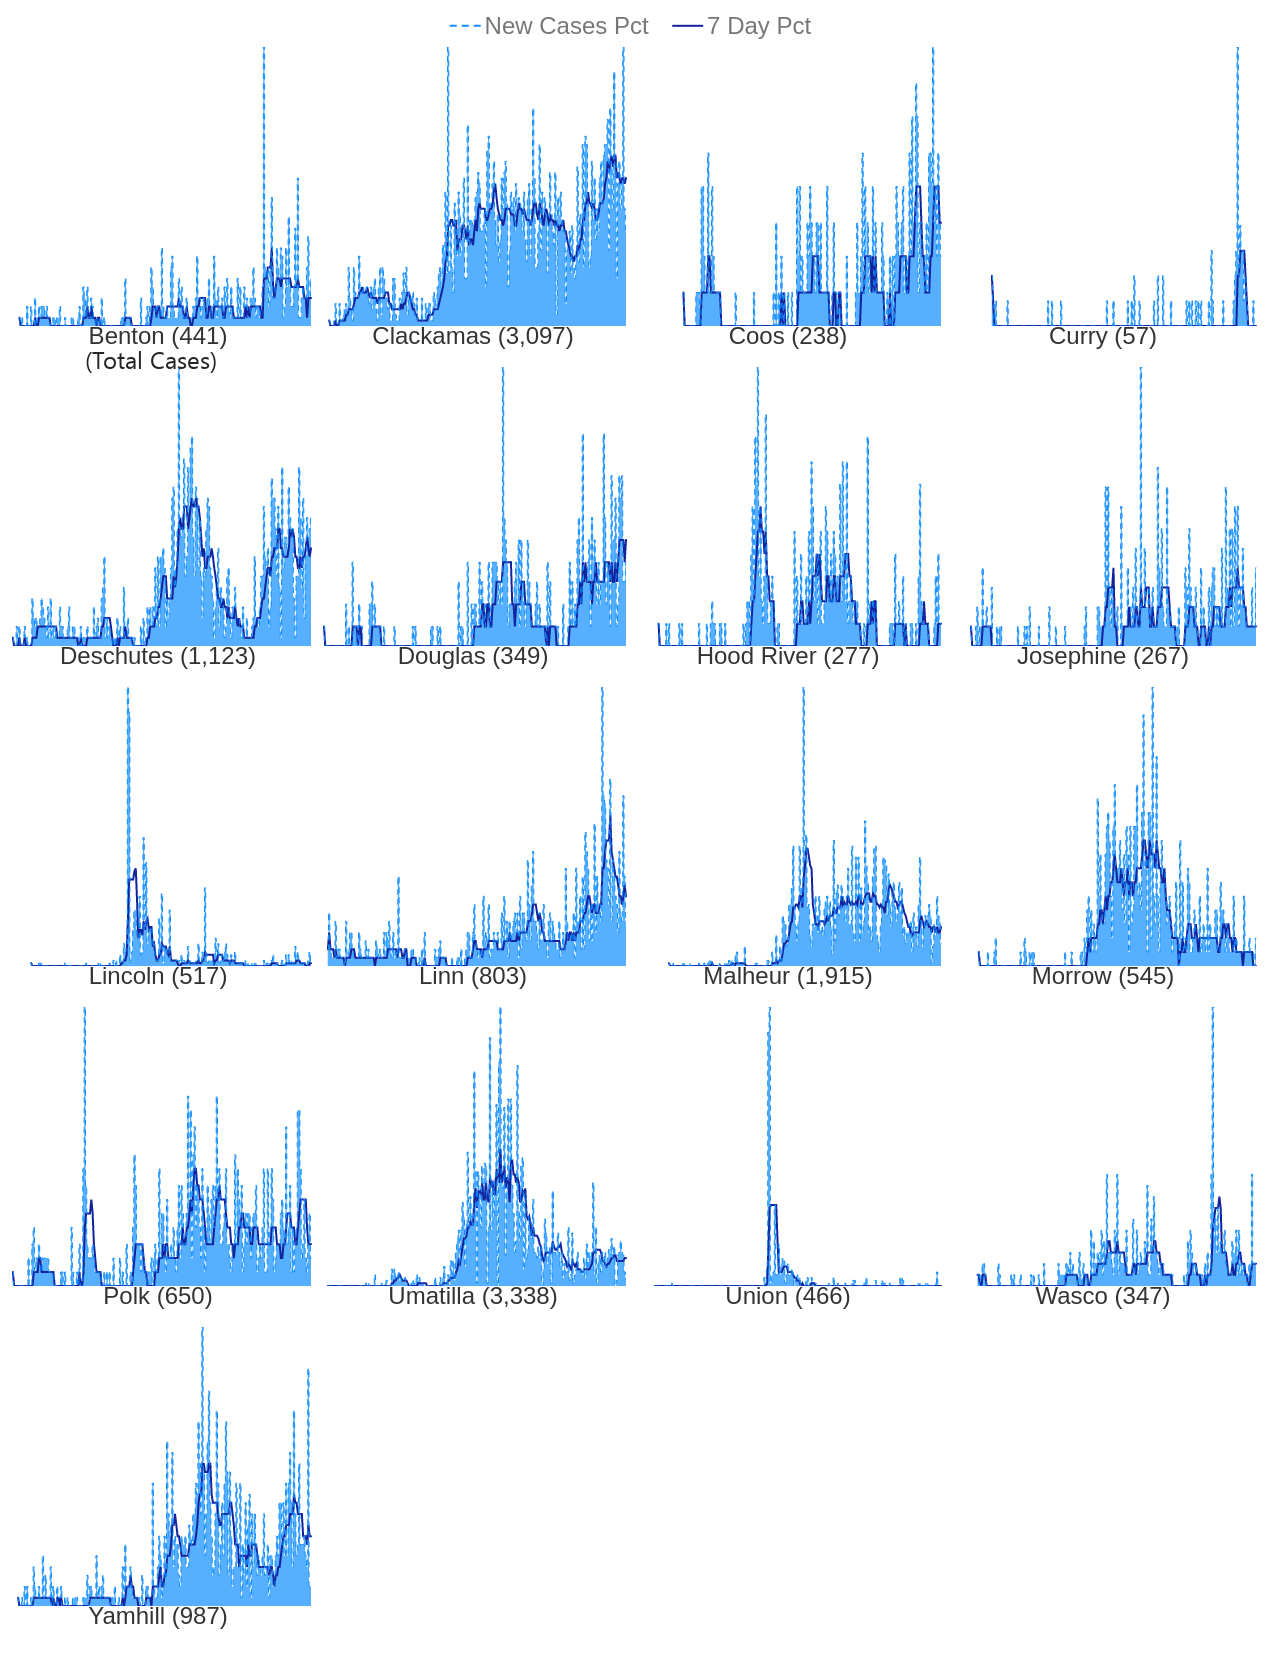 New Cases Pct 7 Day Pct
Benton (441) Clackamas (3,097) Coos (238) Curry (57)
(Total Cases)
Deschutes (1,123) Douglas (349) Hood River (277) Josephine (267)
Lincoln (517) Linn (803) Malheur (1,915) Morrow (545)
Polk (650) Umatilla (3,338) Union (466) Wasco (347)
Yamhill (987)